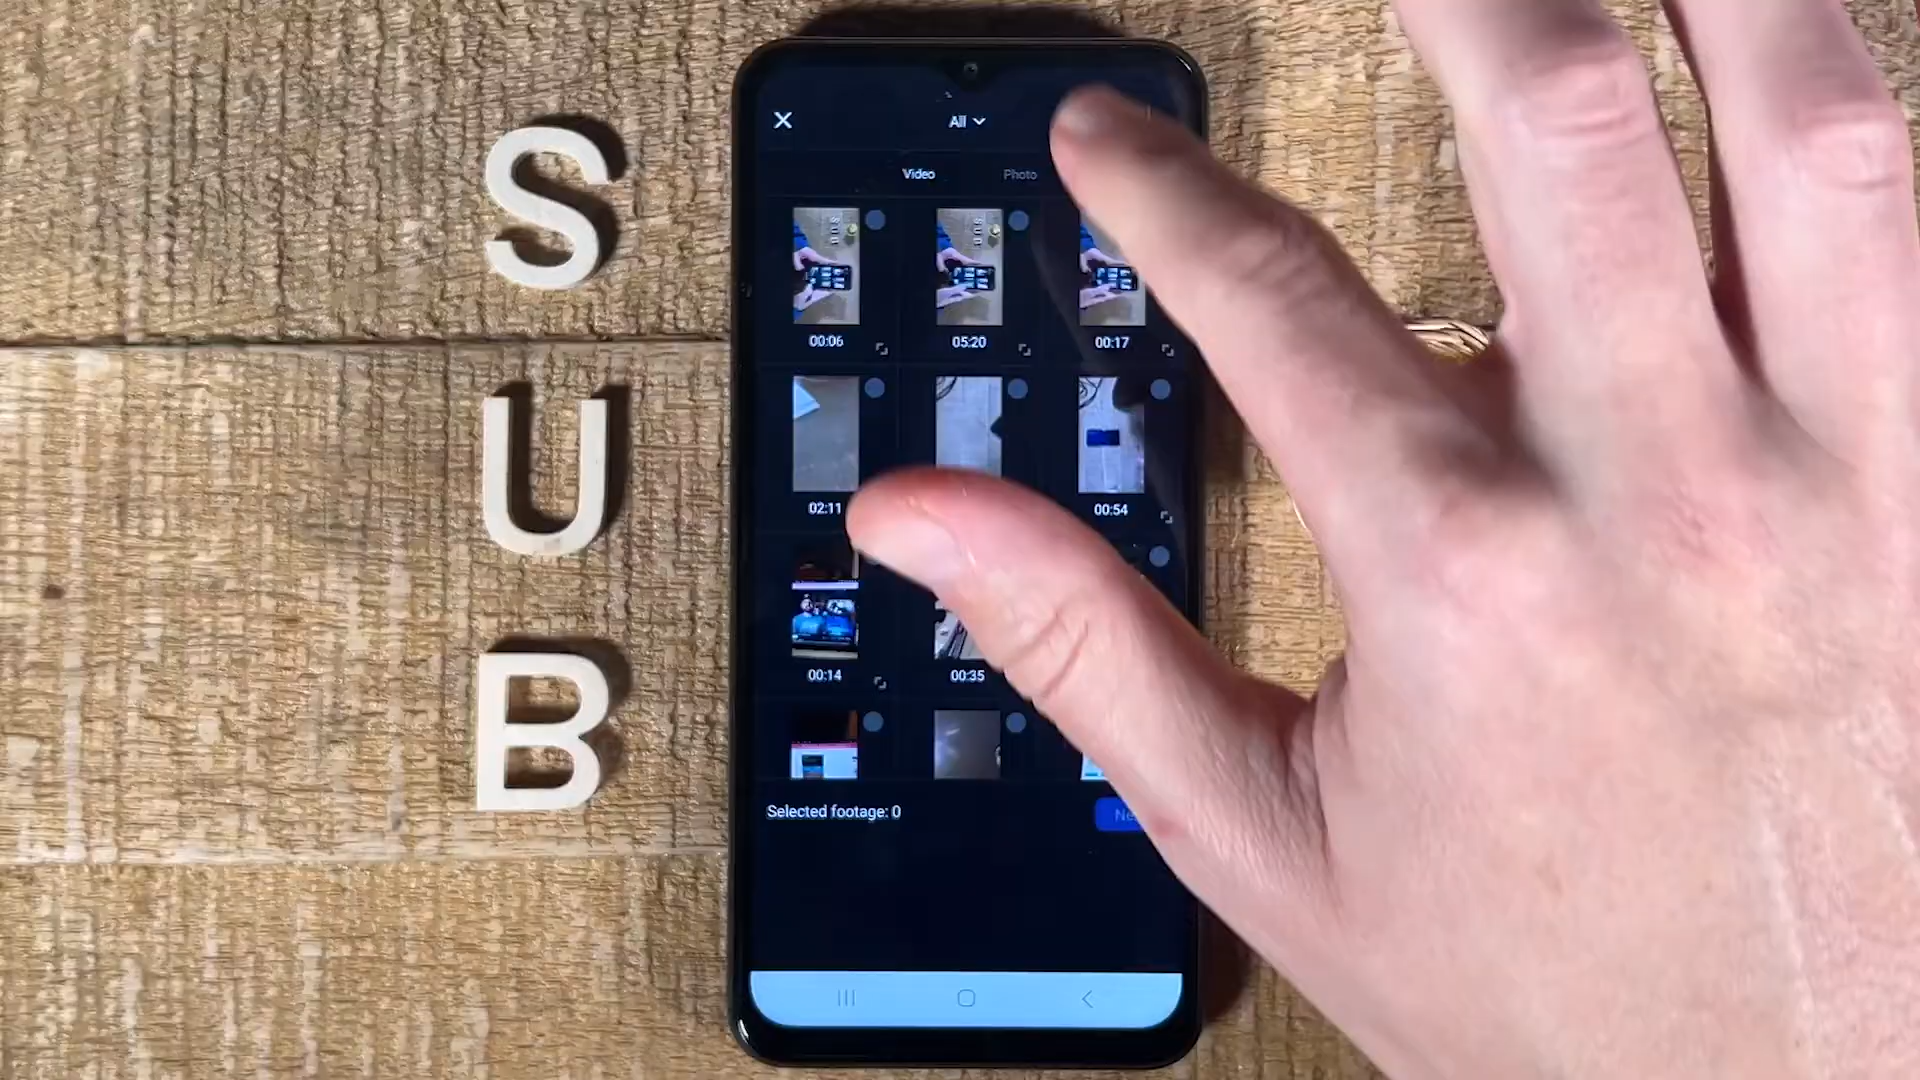 S
U
B
All
Video Photo
00:06 05:20 00:17
02:11 00:54
00:14 00:35
Selected footage: 0